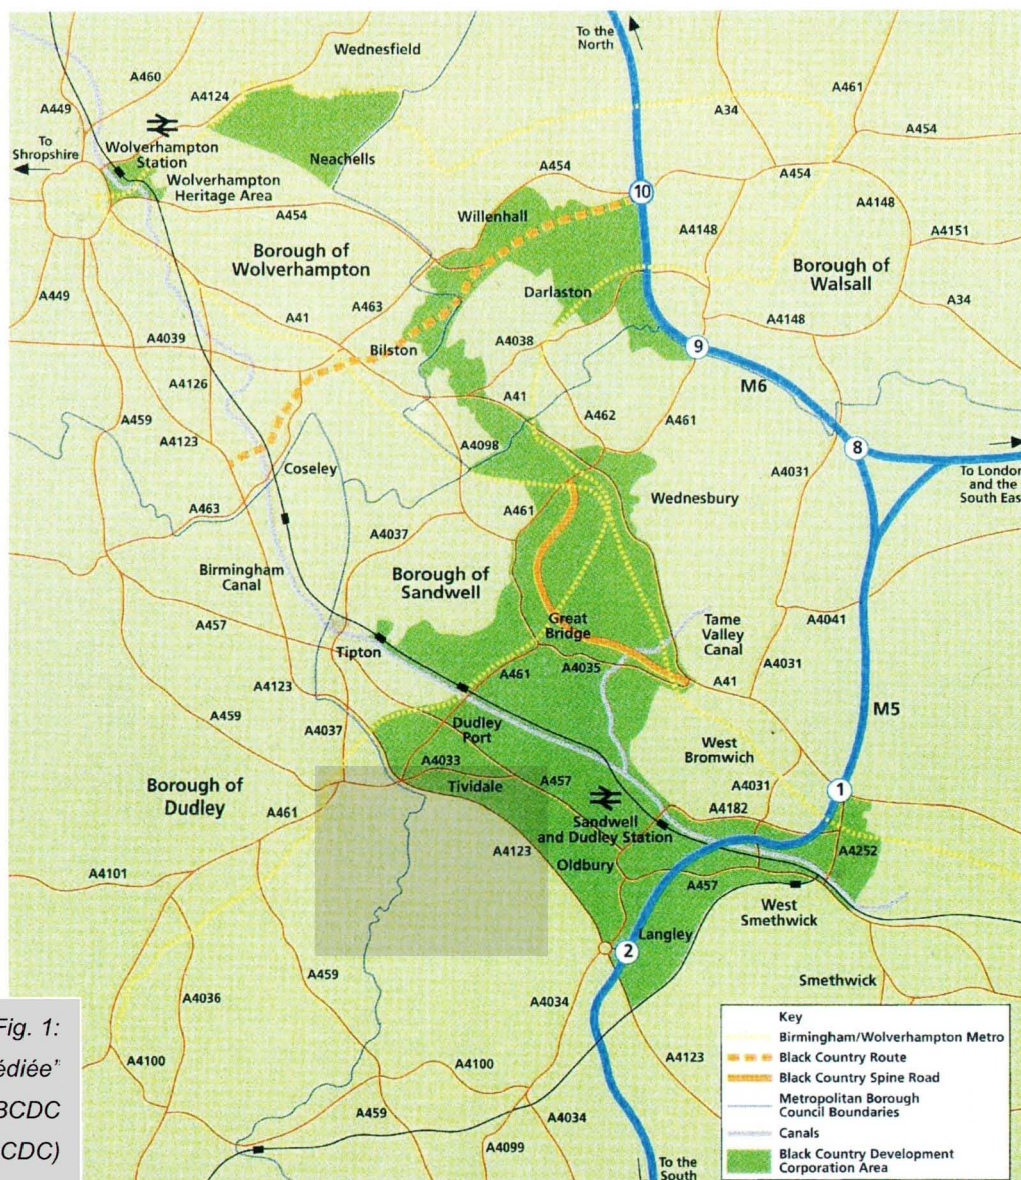 To the
North
Wednesfield
A460
A461
A449
A4124
A34
A454
To
Shropshire
Wolverhampton
Station
Neachells
Wolverhampton
Heritage Area
A454
A454
10
A4148
Willenhall
A454
A4148
A4151
Borough of
Wolverhampton
Borough of
Walsall
A449
A463
Darlaston
A34
A41
A4148
A4039
A4038
Bilston
9
A4126
M6
A41
A459
A462
A461
A4123
A4098
8
Coseley
A4031
To London
and the
South East
Wednesbury
A463
A461
A4037
Birmingham
Canal
Borough of
Sandwell
A4041
A457
Great
Bridge
Tame
Valley
Canal
Tipton
A4031
A461
A4035
A41
A4123
M5
A459
A4037
Dudley
Port
West
Bromwich
A4033
Borough of
Dudley
Tividale
A457
A4031
1
A461
A4182
Sandwell
and Dudley Station
A4123
A4252
Oldbury
A4101
A457
West
Smethwick
Langley
2
A459
Smethwick
A4036
A4034
Fig. 1:
édiée"
BCDC
CDC)
A4100
A4100
A4123
A459
A4034
A4099
To the
South
Key
Birmingham/Wolverhampton Metro
Black Country Route
Black Country Spine Road
Metropolitan Borough
Council Boundaries
Canals
Black Country Development
Corporation Area